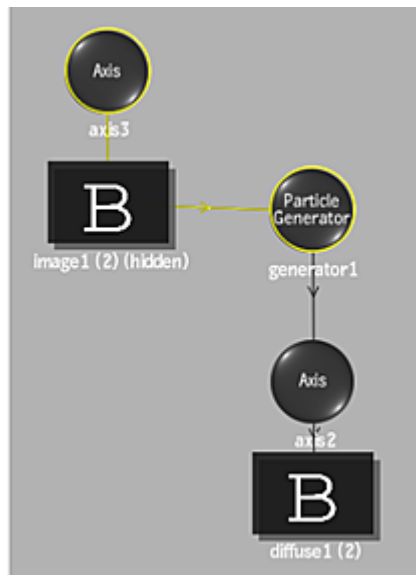 Axis
axis3
B
image1 (2) (hidden)
Particle
Generator
generator1
Axis
axis2
B
diffuse1 (2)